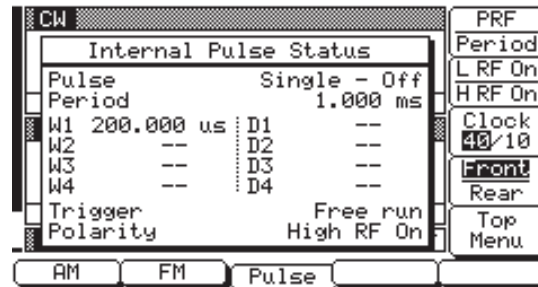 CW
Internal Pulse Status
Pulse Single - Off
Period 1.000 ms
W1 200.000 us D1 --
W2 -- D2 --
W3 -- D3 --
W4 -- D4 --
Trigger Free run
Polarity High RF On
PRF
Period
L RF On
H RF On
Clock
40/10
Front
Rear
Top
Menu
AM FM Pulse